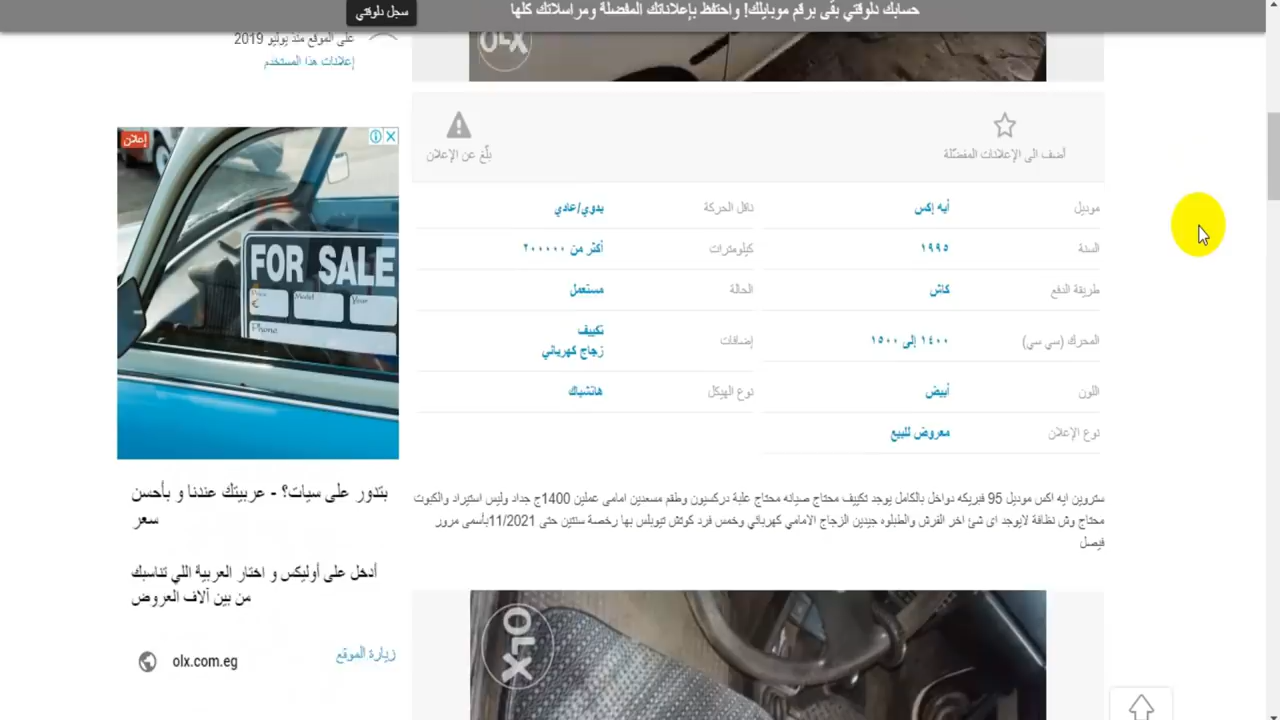 حسابك دلوقتي بقى برقم موبايلك! واحتفظ بإعلاناتك المفضلة ومراسلاتك كلها
سجل دلوقتي
على الموقع منذ يوليو 2019
إعلانات هذا المستخدم
OLX
أضف الى الإعلانات المفضّلة
بلّغ عن الإعلان
موديل أيه إكس ناقل الحركة يدوي/عادي
السنة ١٩٩٥ كيلومترات أكثر من ٢٠٠٠٠٠
طريقة الدفع كاش الحالة مستعمل
المحرك (سي سي) ١٤٠٠ إلى ١٥٠٠ إضافات تكييف
زجاج كهربائي
اللون أبيض نوع الهيكل هاتشباك
نوع الإعلان معروض للبيع
ستروين ايه اكس موديل 95 فبريكه دواخل بالكامل يوجد تكييف محتاج صيانه محتاج علبة دركسيون وطقم مسعدين امامى عملين 1400ج جداد وليس استيراد والكبوت
محتاج وش نظافة لايوجد اى شئ اخر الفرش والطبلوه جيدين الزجاج الامامي كهربائي وخمس فرد كوتش تيوبلس بها رخصة سنتين حتى 11/2021بأسمى مرور
فيصل
إعلان
FOR SALE
Price
Model
Year
€
Phone
بتدور على سيات؟ - عربيتك عندنا و بأحسن
سعر
أدخل على أوليكس و اختار العربية اللي تناسبك
من بين آلاف العروض
زيارة الموقع
olx.com.eg
OLX